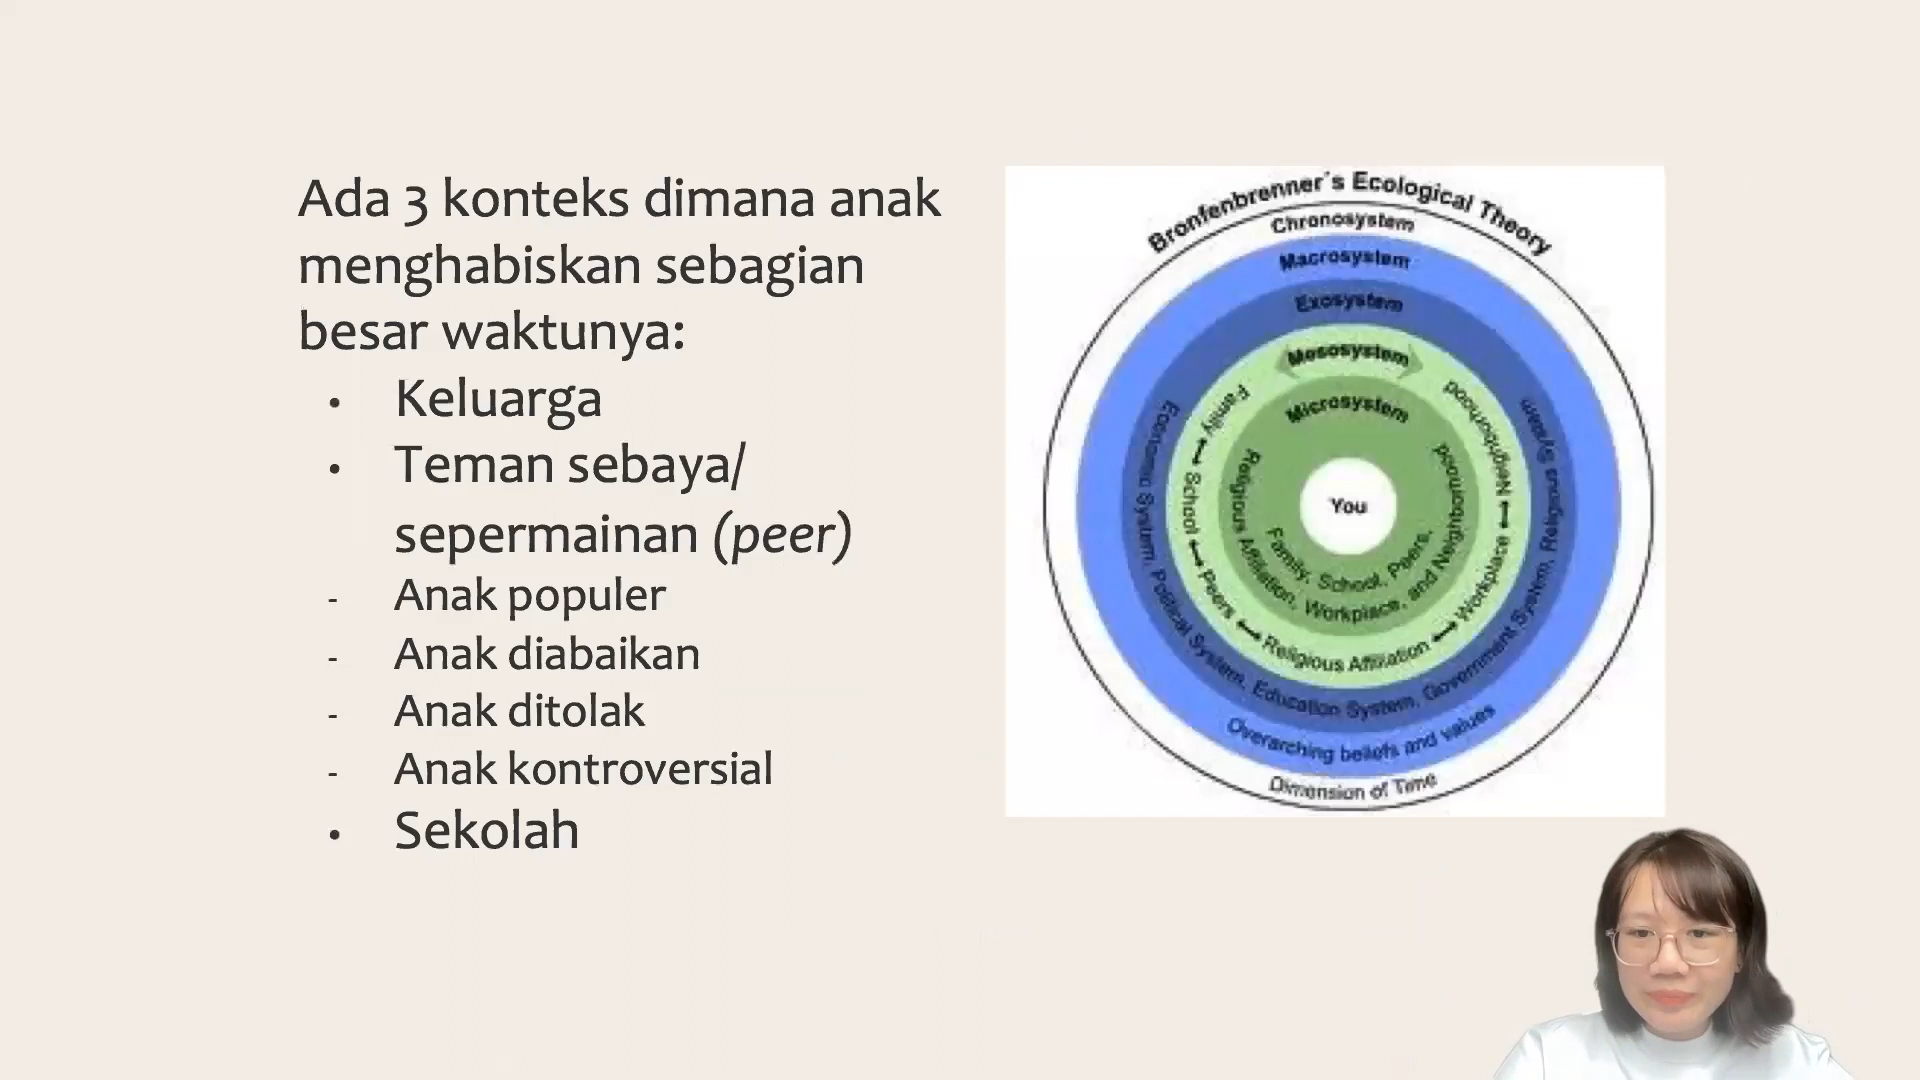 Ada 3 konteks dimana anak
menghabiskan sebagian
besar waktunya:
• Keluarga
• Teman sebaya/
sepermainan (peer)
- Anak populer
- Anak diabaikan
- Anak ditolak
- Anak kontroversial
• Sekolah
Bronfenbrenner's Ecological Theory
Chronosystem
Macrosystem
Exosystem
Mesosystem
Microsystem
You
Family, School, Peers,
Religious Affiliation, Workplace, and Neighborhood
Family ↔ School ↔ Peers ↔ Religious Affiliation ↔ Workplace ↔ Neighborhood
Economic System, Political System, Education System, Government System, Religious System
Overarching beliefs and values
Dimension of Time